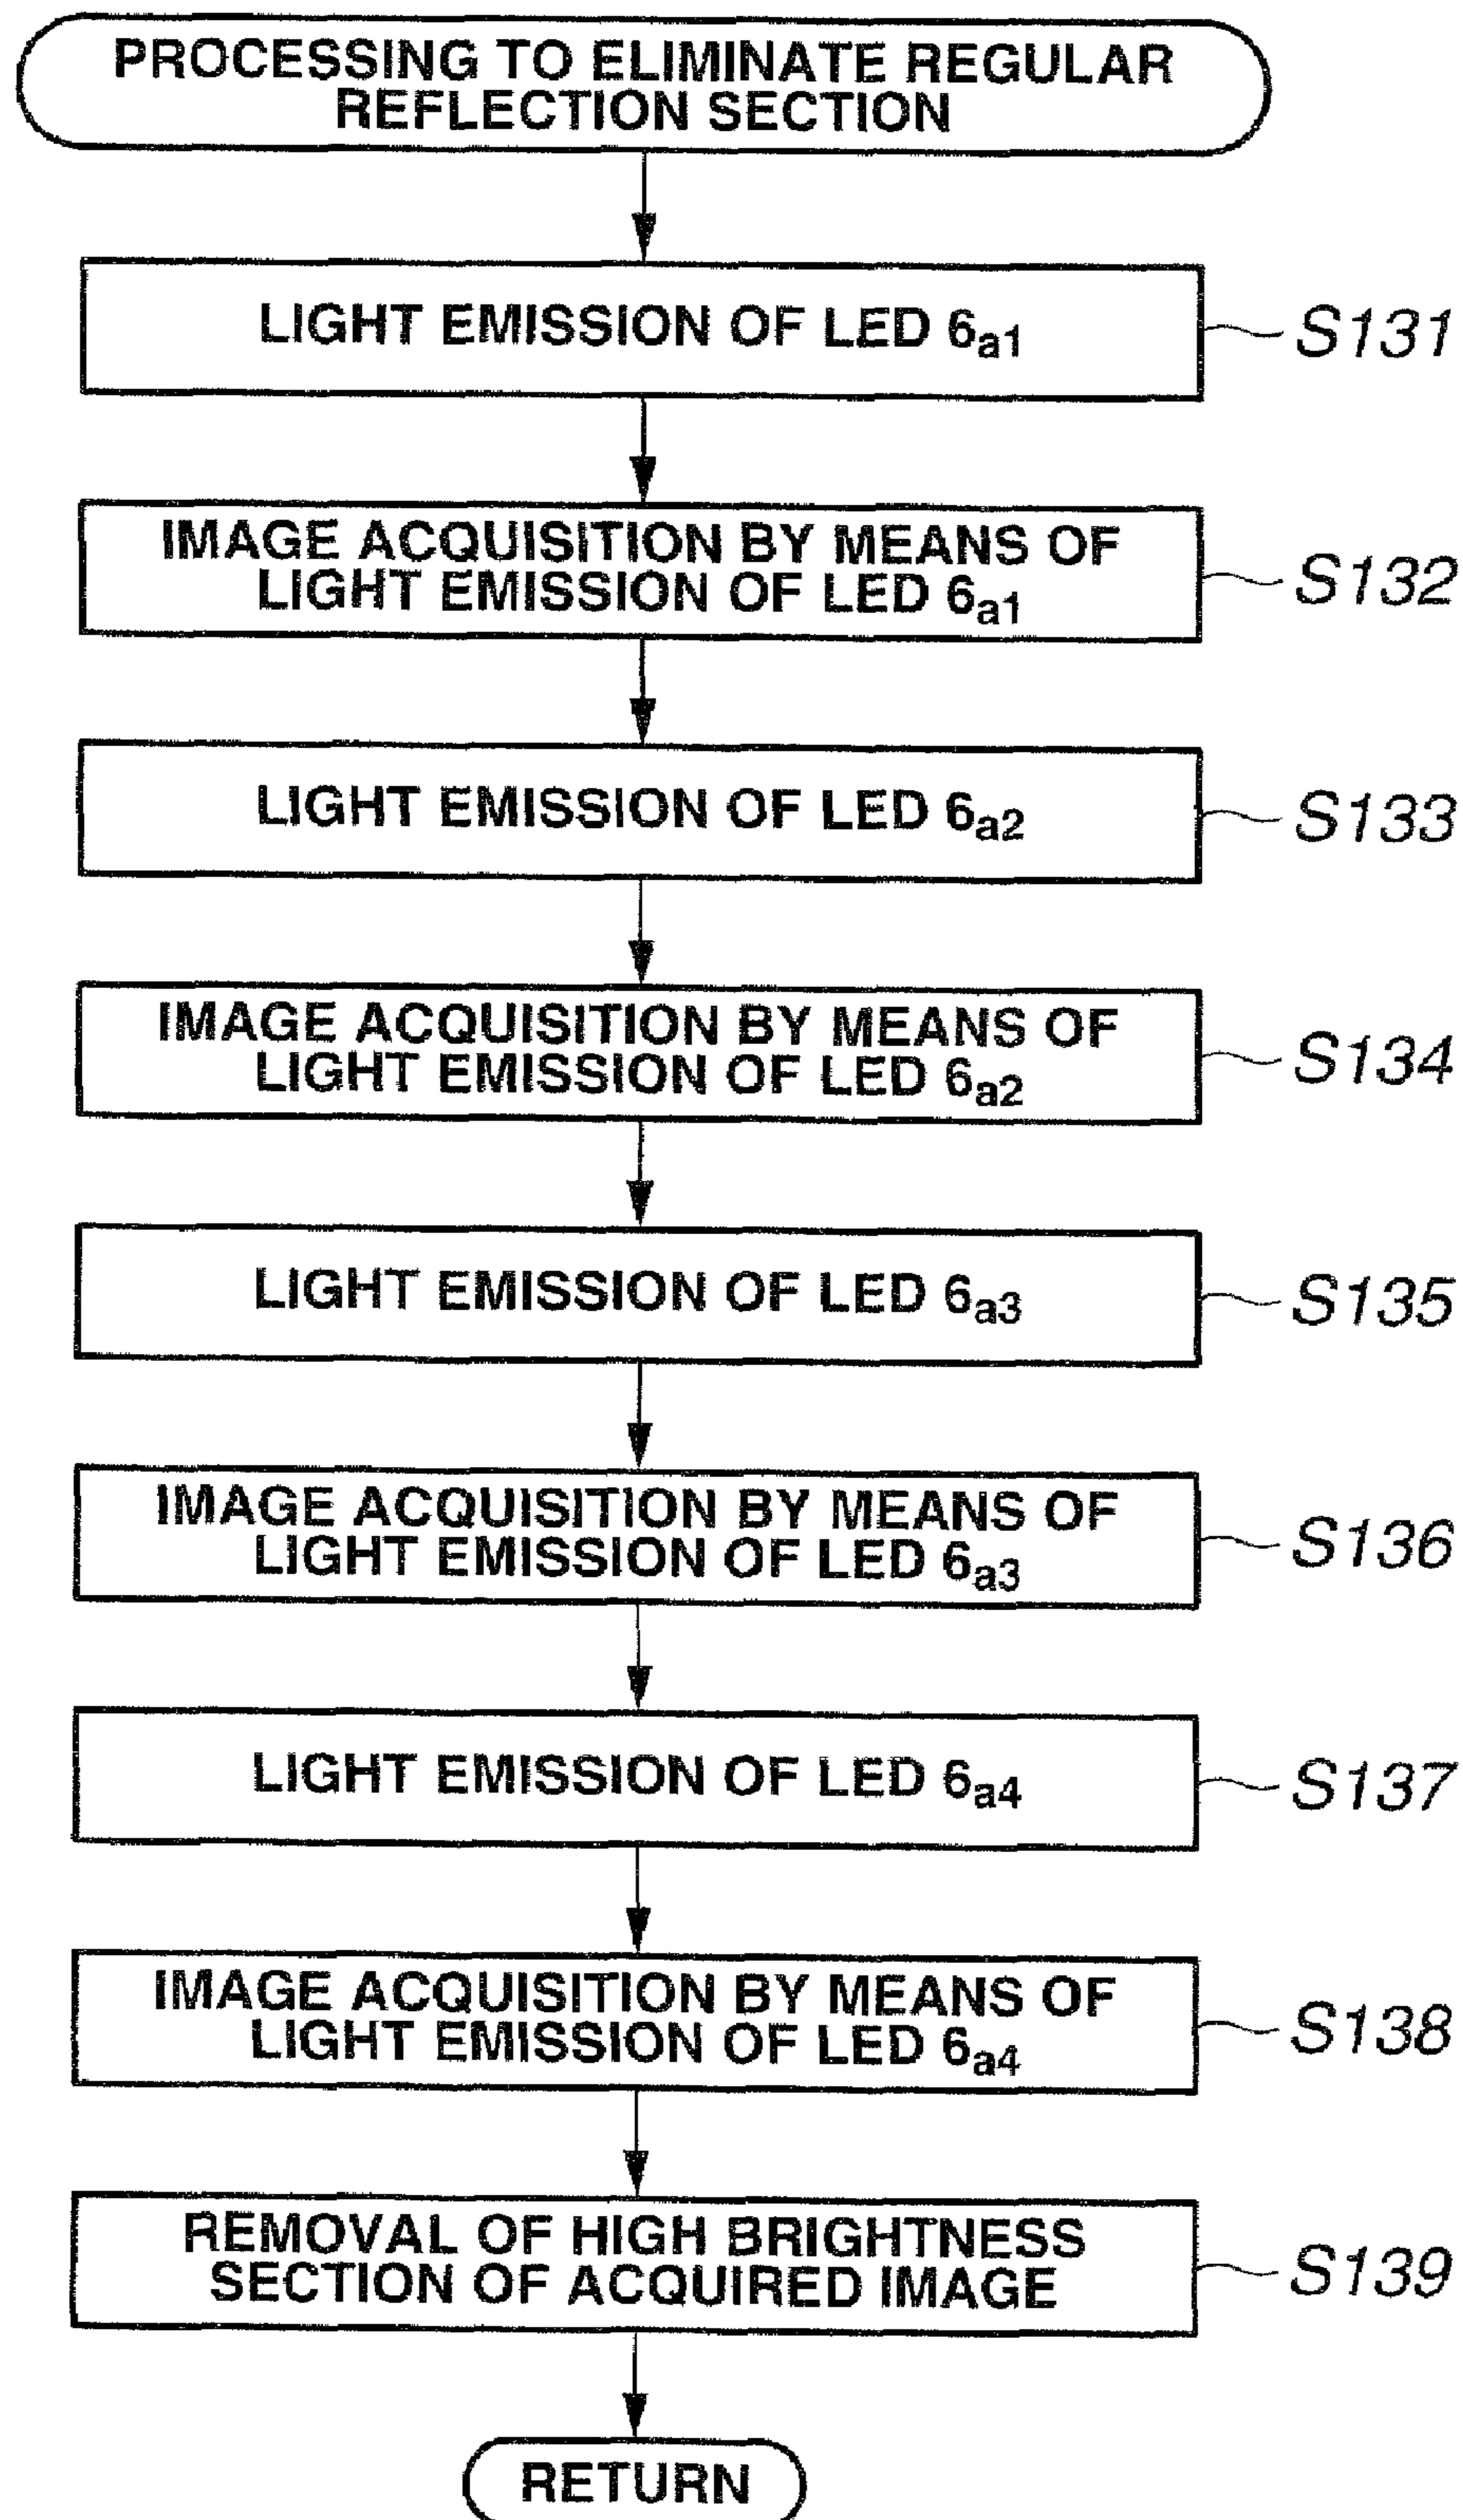 PROCESSING TO ELIMINATE REGULAR
REFLECTION SECTION
LIGHT EMISSION OF LED 6a1
S131
IMAGE ACQUISITION BY MEANS OF
LIGHT EMISSION OF LED 6a1
S132
LIGHT EMISSION OF LED 6a2
S133
IMAGE ACQUISITION BY MEANS OF
LIGHT EMISSION OF LED 6a2
S134
LIGHT EMISSION OF LED 6a3
S135
IMAGE ACQUISITION BY MEANS OF
LIGHT EMISSION OF LED 6a3
S136
LIGHT EMISSION OF LED 6a4
S137
IMAGE ACQUISITION BY MEANS OF
LIGHT EMISSION OF LED 6a4
S138
REMOVAL OF HIGH BRIGHTNESS
SECTION OF ACQUIRED IMAGE
S139
RETURN